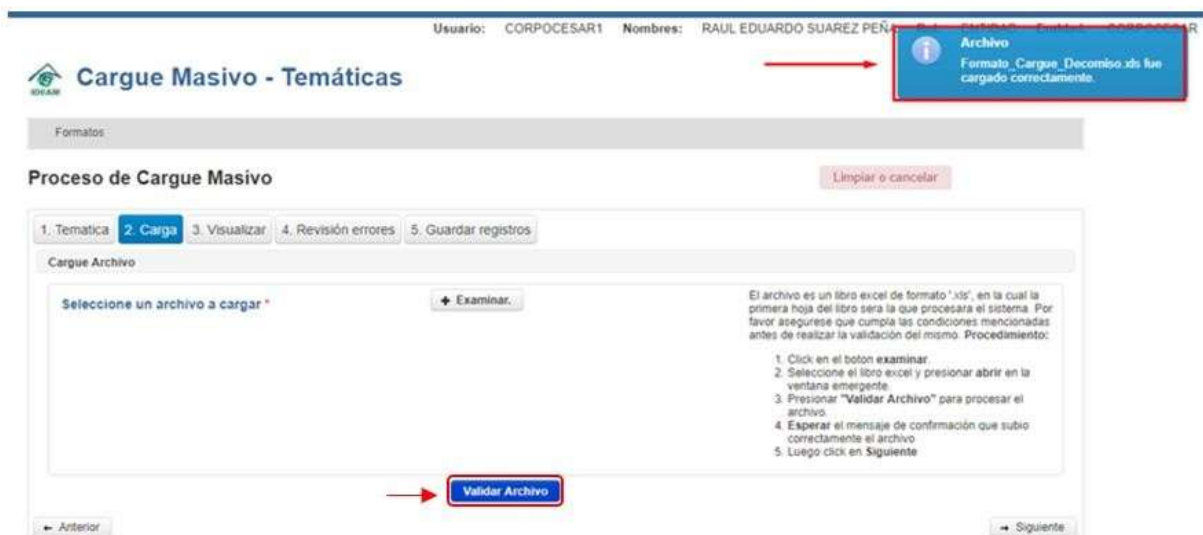 Usuario: CORPOCESAR1 Nombres: RAUL EDUARDO SUAREZ PEÑA
CORPOCESAR
Archivo
Formato_Cargue_Decomiso.xls fue
cargado correctamente.
IDEAM
Cargue Masivo - Temáticas
Formatos
Proceso de Cargue Masivo
Limpiar o cancelar
1. Tematica 2. Carga 3. Visualizar 4. Revisión errores 5. Guardar registros
Cargue Archivo
Seleccione un archivo a cargar *
+ Examinar.
El archivo es un libro excel de formato '.xls', en la cual la
primera hoja del libro sera la que procesara el sistema. Por
favor asegurese que cumpla las condiciones mencionadas
antes de realizar la validación del mismo. Procedimiento:
1. Click en el boton examinar.
2. Seleccione el libro excel y presionar abrir en la
ventana emergente.
3. Presionar "Validar Archivo" para procesar el
archivo.
4. Esperar el mensaje de confirmación que subio
correctamente el archivo
5. Luego click en Siguiente
Validar Archivo
← Anterior
→ Siguiente